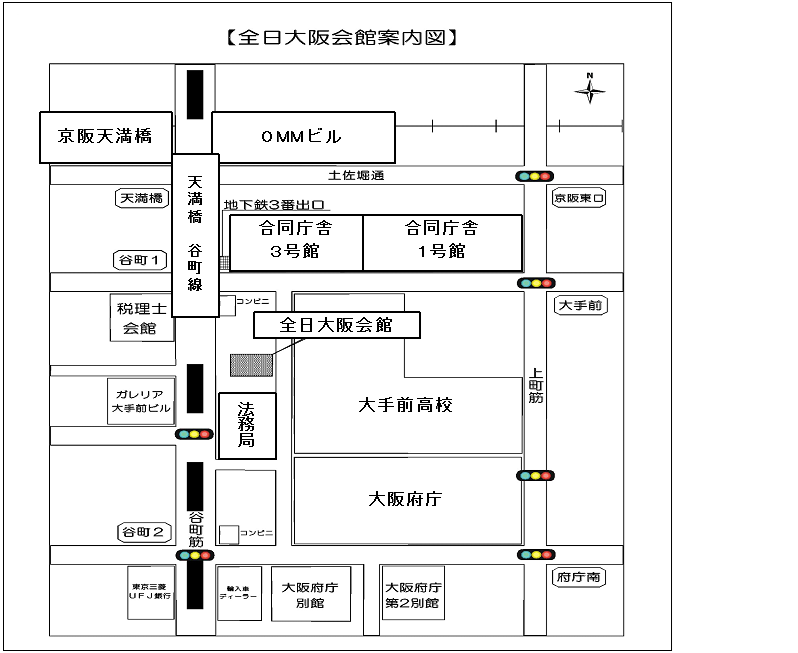 【全日大阪会館案内図】
N
京阪天満橋
OMMビル
土佐堀通
天満橋
天満橋 谷町線
地下鉄3番出口
京阪東口
合同庁舎
3号館
合同庁舎
1号館
谷町1
税理士
会館
コンビニ
大手前
全日大阪会館
上町筋
ガレリア
大手前ビル
法務局
大手前高校
大阪府庁
谷町筋
谷町2
コンビニ
東京三菱
UFJ銀行
輸入車
ディーラー
大阪府庁
別館
大阪府庁
第2別館
府庁南